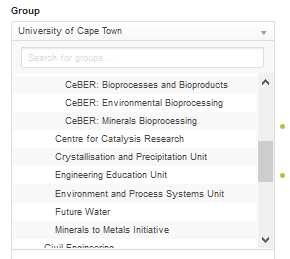 Group
University of Cape Town
Search for groups ...
CeBER: Bioprocesses and Bioproducts
CeBER: Environmental Bioprocessing
CeBER: Minerals Bioprocessing
Centre for Catalysis Research
Crystallisation and Precipitation Unit
Engineering Education Unit
Environment and Process Systems Unit
Future Water
Minerals to Metals Initiative
Civil Engineering